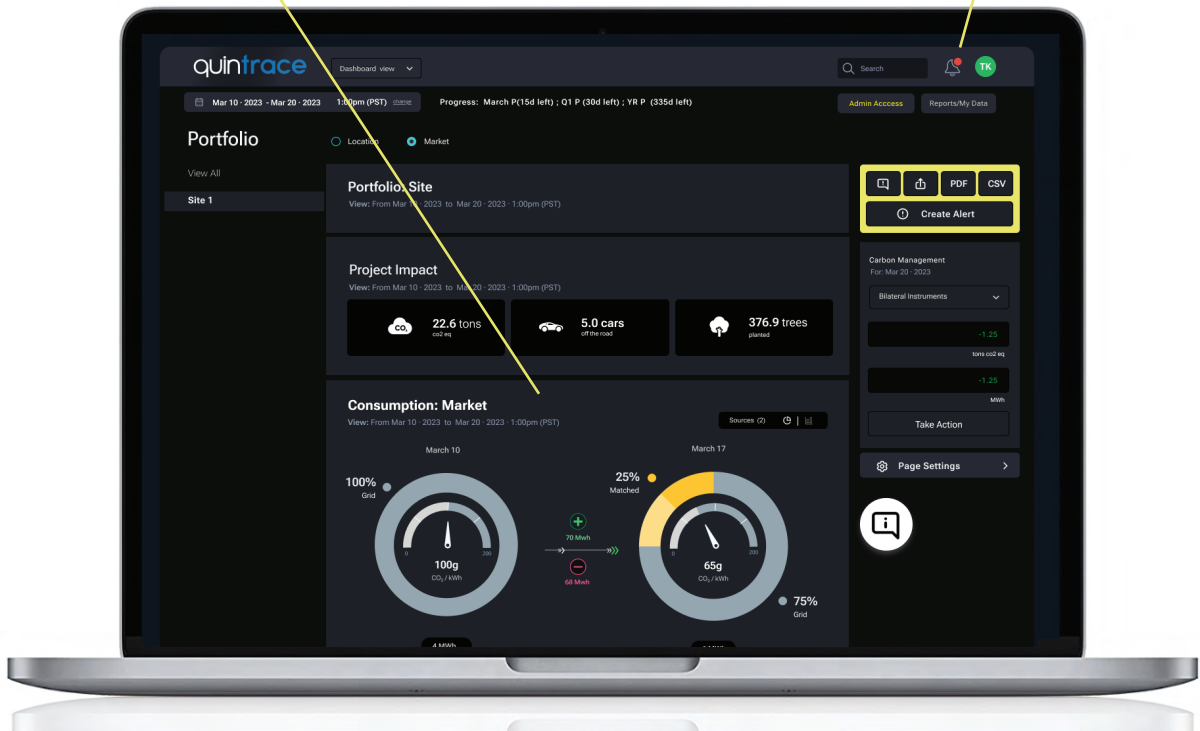 quintrace
Dashboard view
Search
TK
Mar 10 · 2023 - Mar 20 · 2023 1:00pm (PST) change
Progress: March P(15d left) ; Q1 P (30d left) ; YR P (335d left)
Admin Acccess
Reports/My Data
Portfolio
Location
Market
View All
Site 1
Portfolio: Site
View: From Mar 10 · 2023 to Mar 20 · 2023 · 1:00pm (PST)
PDF
CSV
Create Alert
Project Impact
View: From Mar 10 · 2023 to Mar 20 · 2023 · 1:00pm (PST)
CO2
22.6 tons
co2 eq
5.0 cars
off the road
376.9 trees
planted
Carbon Management
For: Mar 20 · 2023
Bilateral Instruments
-1.25
tons co2 eq
-1.25
MWh
Take Action
Page Settings
Consumption: Market
View: From Mar 10 · 2023 to Mar 20 · 2023 · 1:00pm (PST)
Sources (2)
March 10
100%
Grid
0
200
100g
CO2 / kWh
70 Mwh
68 Mwh
March 17
25%
Matched
0
200
65g
CO2 / kWh
75%
Grid
4 MWh